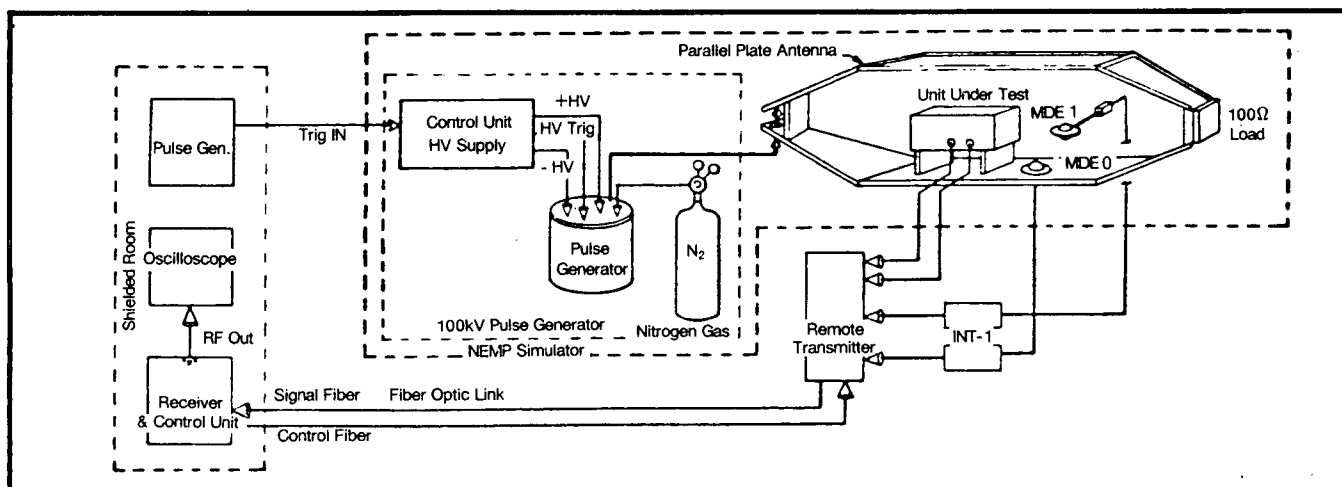 Parallel Plate Antenna
Pulse Gen.
Trig IN
Control Unit
HV Supply
+HV
HV Trig
-HV
Unit Under Test
MDE 1
MDE 0
100Ω
Load
Shielded Room
Oscilloscope
Pulse
Generator
N2
RF Out
100kV Pulse Generator
Nitrogen Gas
NEMP Simulator
Remote
Transmitter
INT-1
Receiver
& Control Unit
Signal Fiber
Fiber Optic Link
Control Fiber